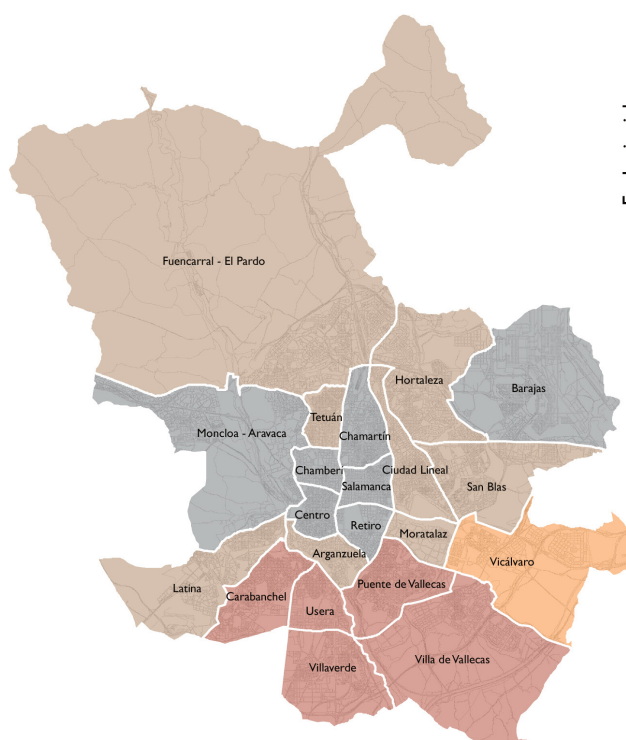 Fuencarral - El Pardo
Hortaleza
Barajas
Tetuán
Moncloa - Aravaca
Chamartín
Chamberi
Ciudad Lineal
Salamanca
San Blas
Centro
Retiro
Moratalaz
Arganzuela
Vicálvaro
Latina
Puente de Vallecas
Carabanchel
Usera
Villaverde
Villa de Vallecas